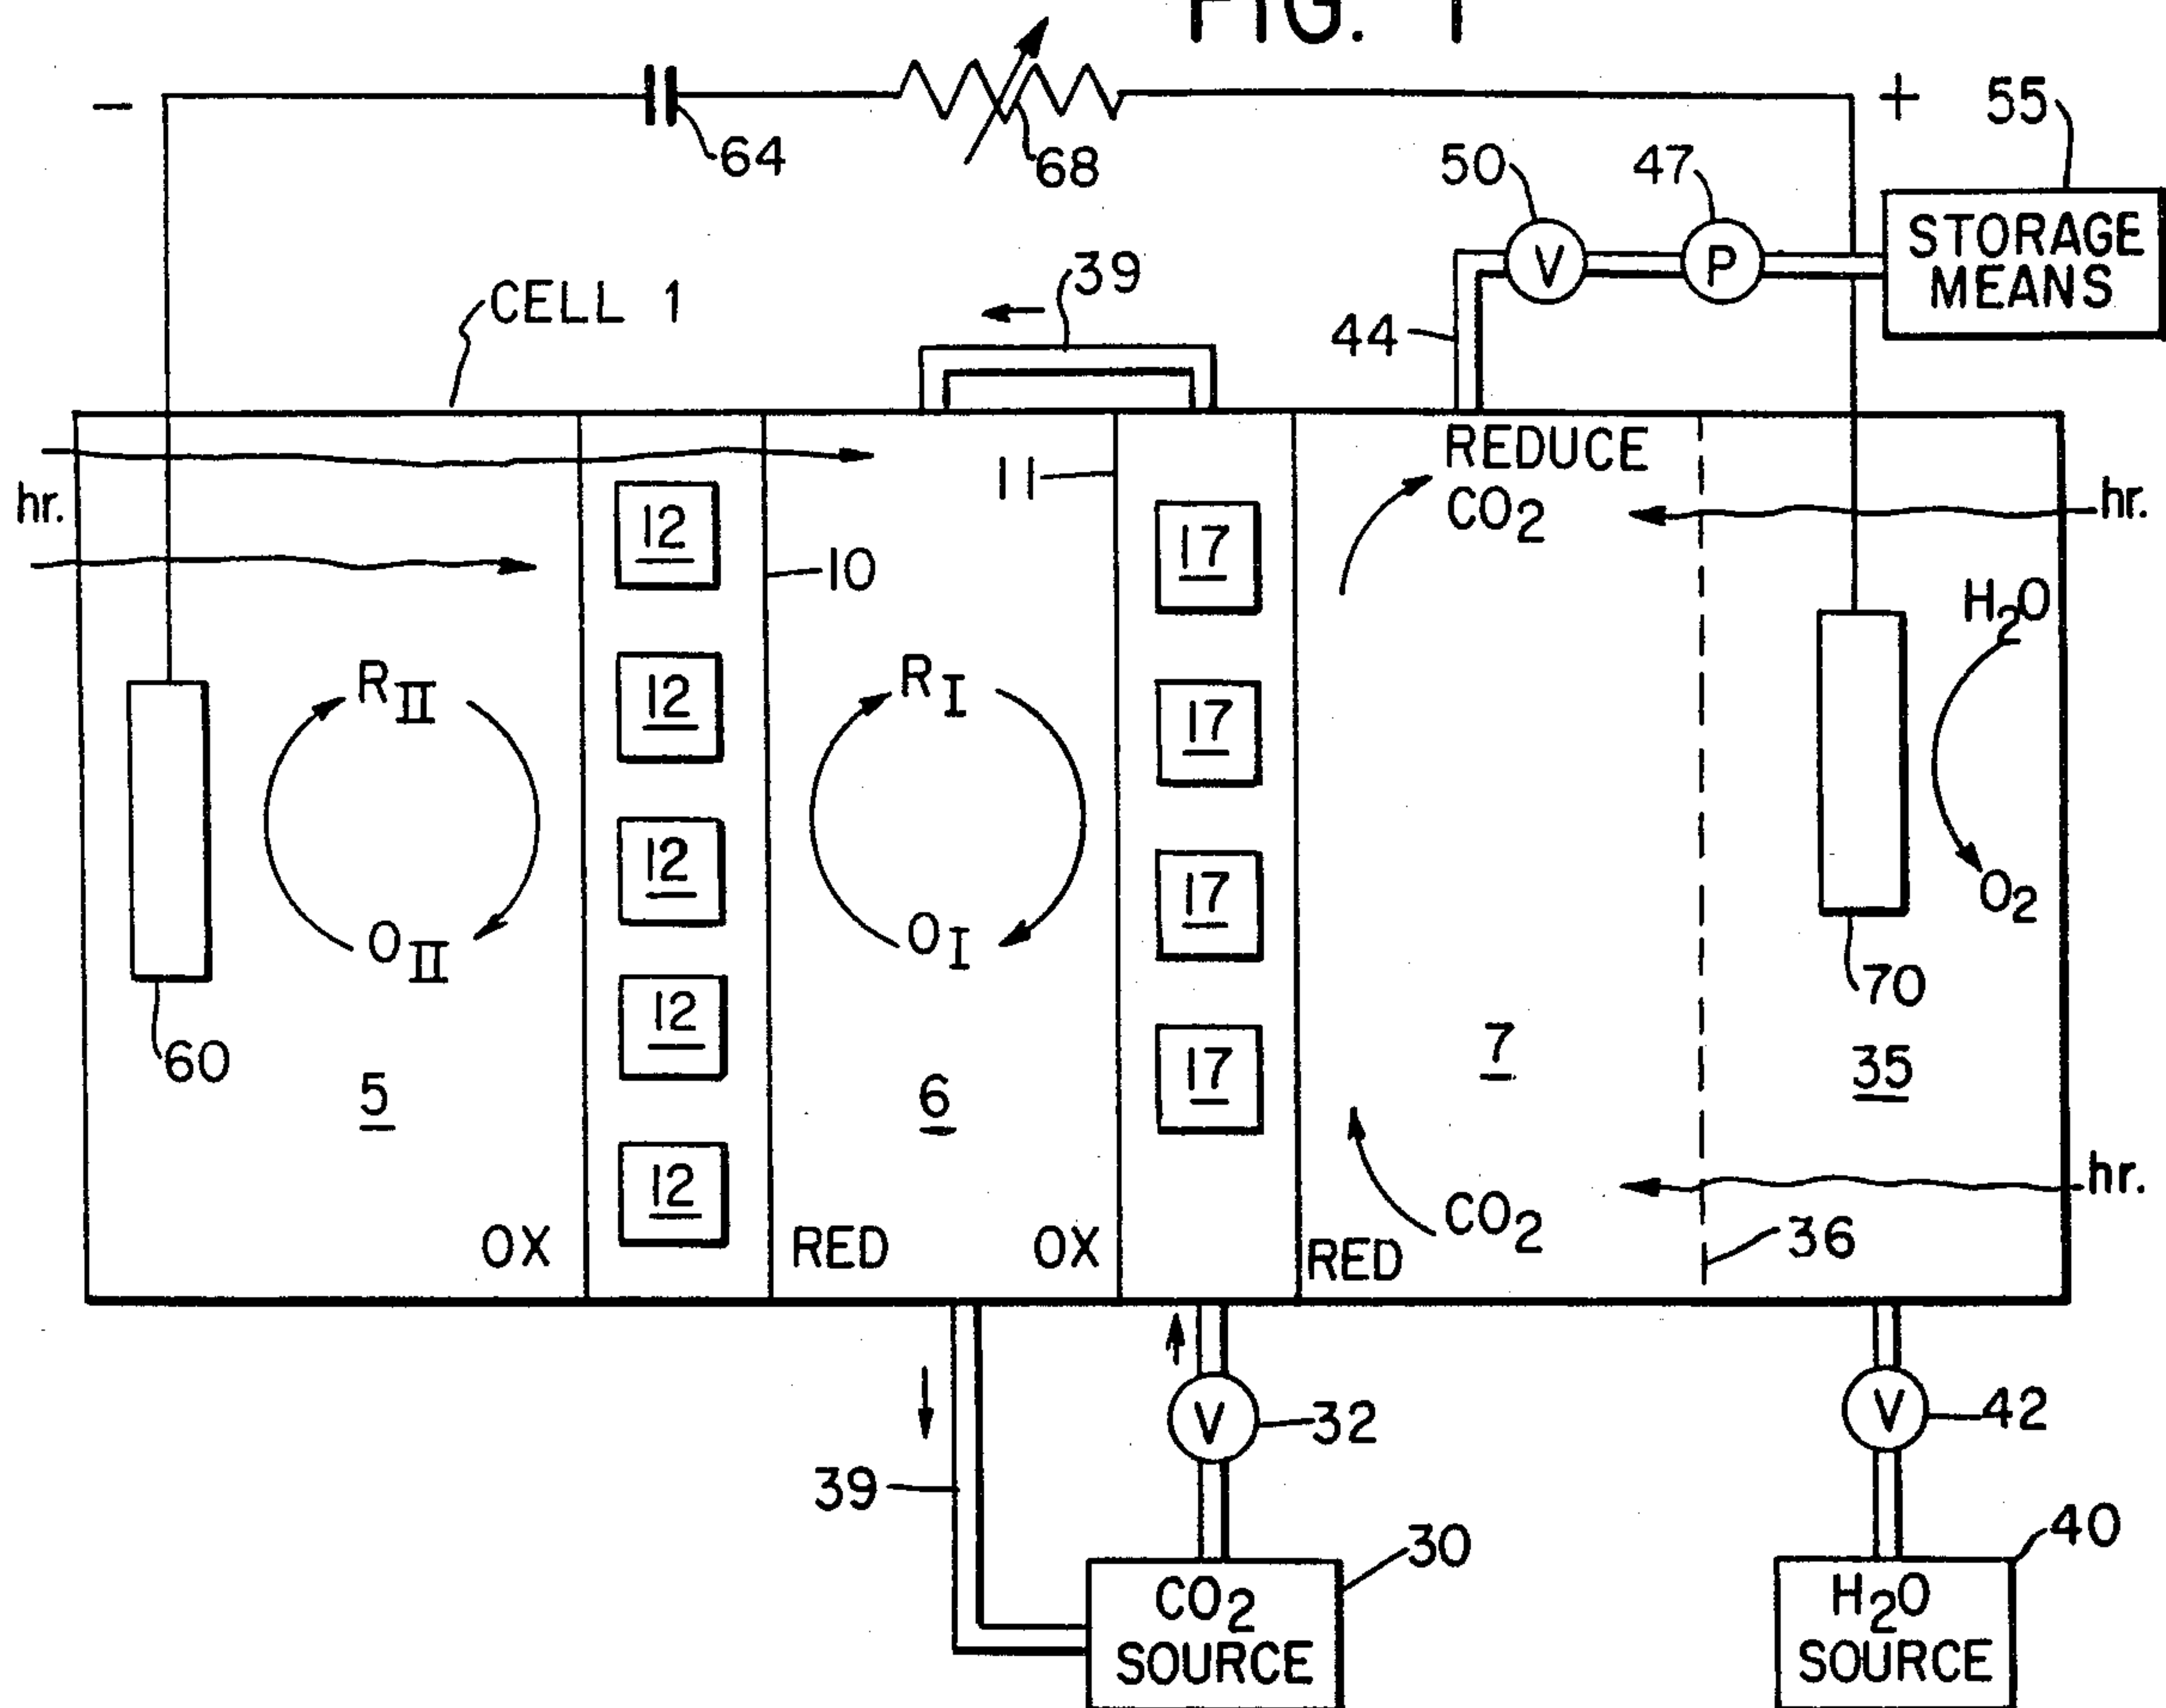 FIG. 1
−
+
55
64
68
50
47
V
P
STORAGE
MEANS
39
CELL 1
44
REDUCE
CO2
11
hr.
hr.
12
17
10
H2O
RII
RI
12
17
12
17
OII
OI
O2
70
12
17
60
5
6
7
35
12
hr.
CO2
36
OX
RED
OX
RED
V
32
V
42
39
30
40
CO2
SOURCE
H2O
SOURCE